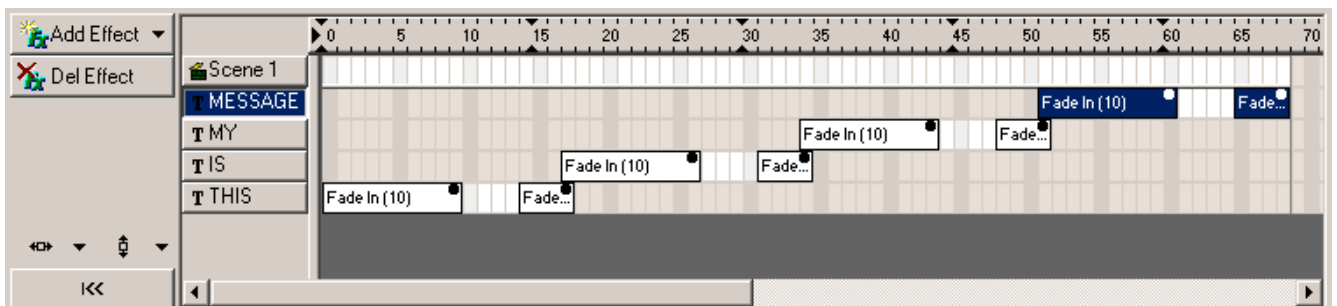 Add Effect 0 5 10 15 20 25 30 35 40 45 50 55 60 65 70
Del Effect Scene 1
MESSAGE Fade In (10) Fade...
MY Fade In (10) Fade...
IS Fade In (10) Fade...
THIS Fade In (10) Fade...